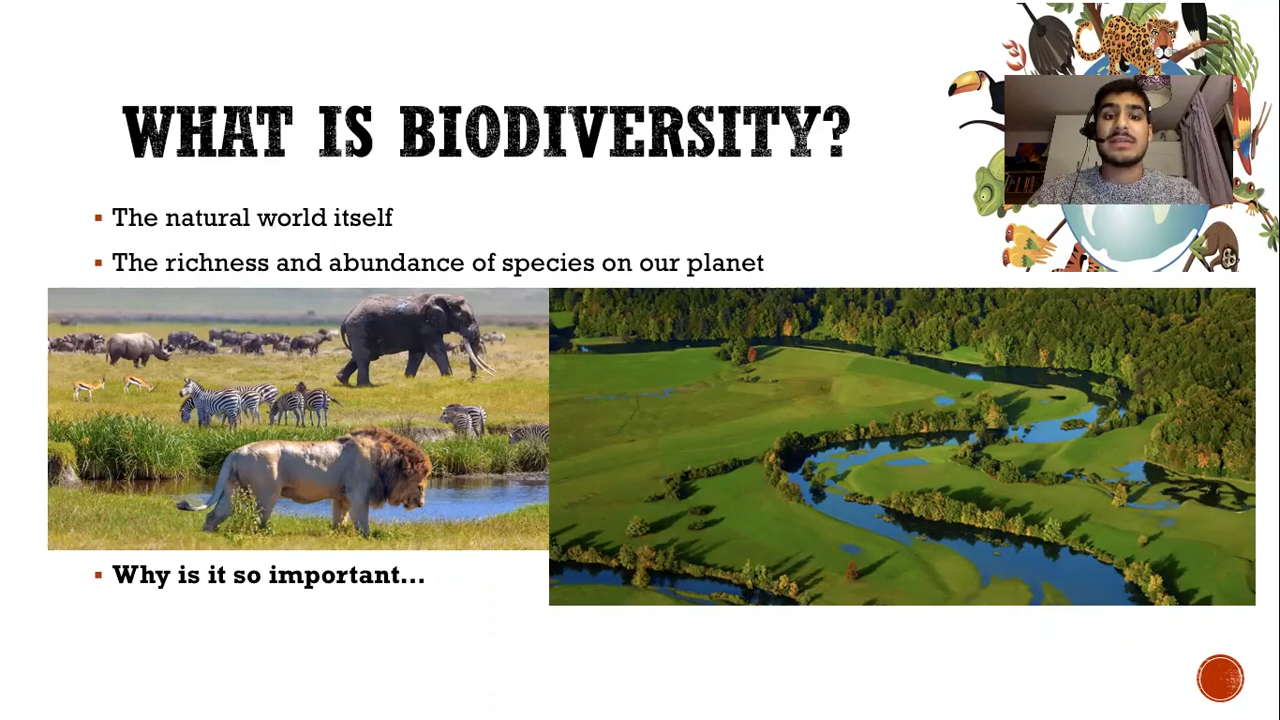 WHAT IS BIODIVERSITY?
The natural world itself
The richness and abundance of species on our planet
Why is it so important...